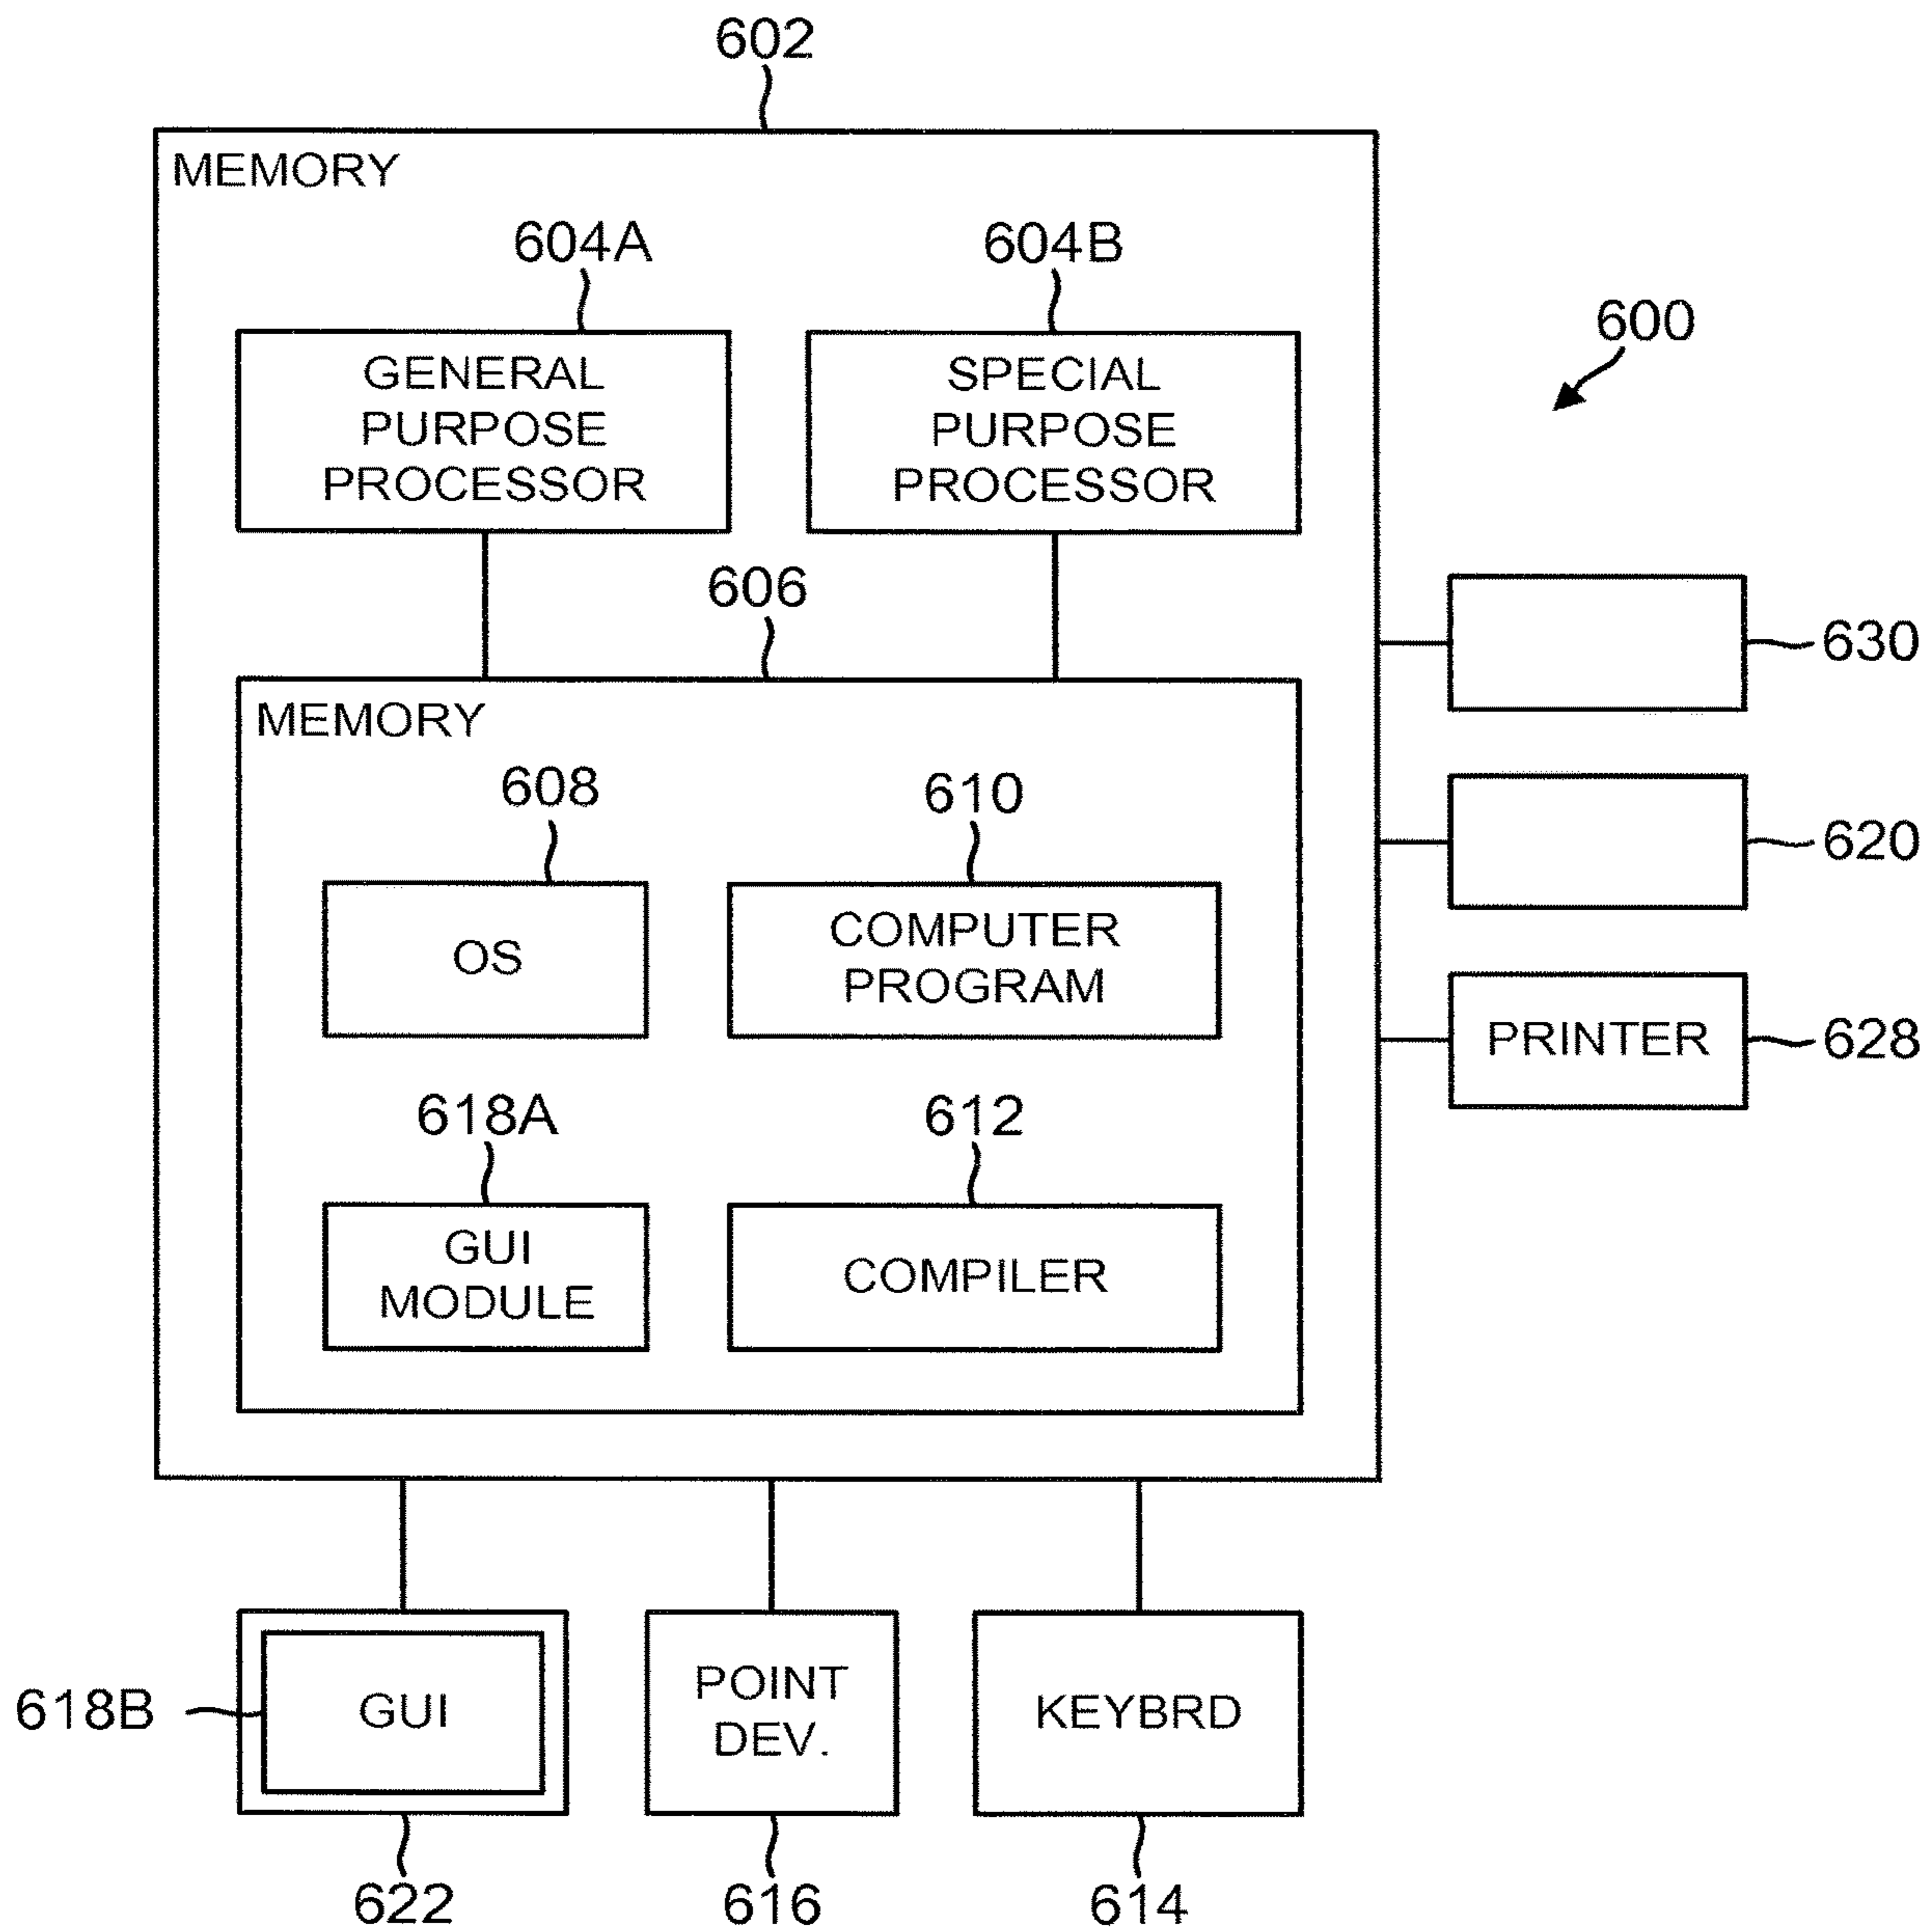 602
MEMORY
604A
604B
600
GENERAL
PURPOSE
PROCESSOR
SPECIAL
PURPOSE
PROCESSOR
606
630
MEMORY
608
610
620
OS
COMPUTER
PROGRAM
PRINTER
628
618A
612
GUI
MODULE
COMPILER
618B
GUI
POINT
DEV.
KEYBRD
622
616
614